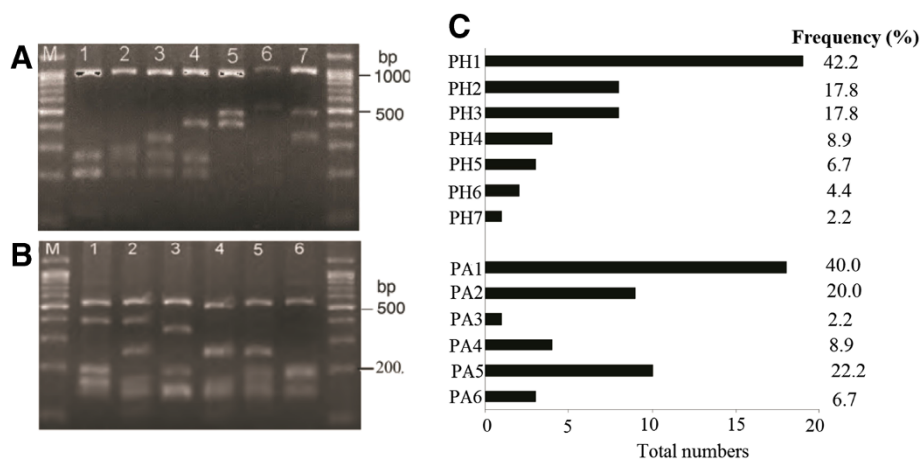 A
M 1 2 3 4 5 6 7
bp
1000
500
B
M 1 2 3 4 5 6
bp
500
200.
C
Frequency (%)
PH1 42.2
PH2 17.8
PH3 17.8
PH4 8.9
PH5 6.7
PH6 4.4
PH7 2.2
PA1 40.0
PA2 20.0
PA3 2.2
PA4 8.9
PA5 22.2
PA6 6.7
0 5 10 15 20
Total numbers